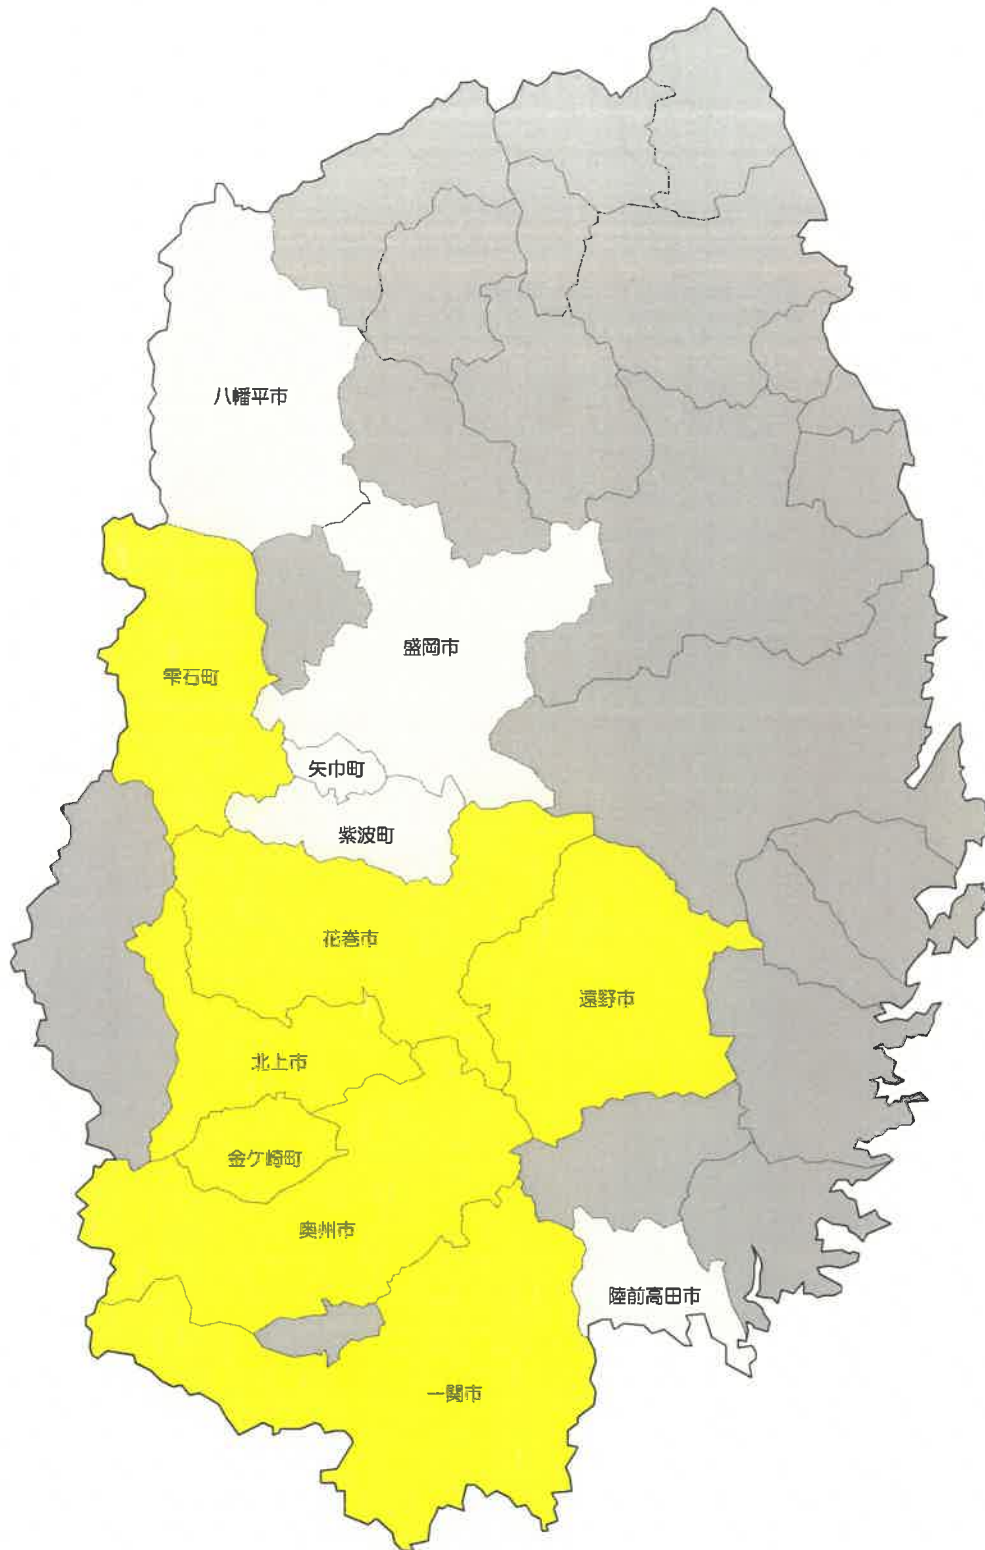 八幡平市
盛岡市
雫石町
矢巾町
紫波町
花巻市
遠野市
北上市
金ケ崎町
奥州市
陸前高田市
一関市